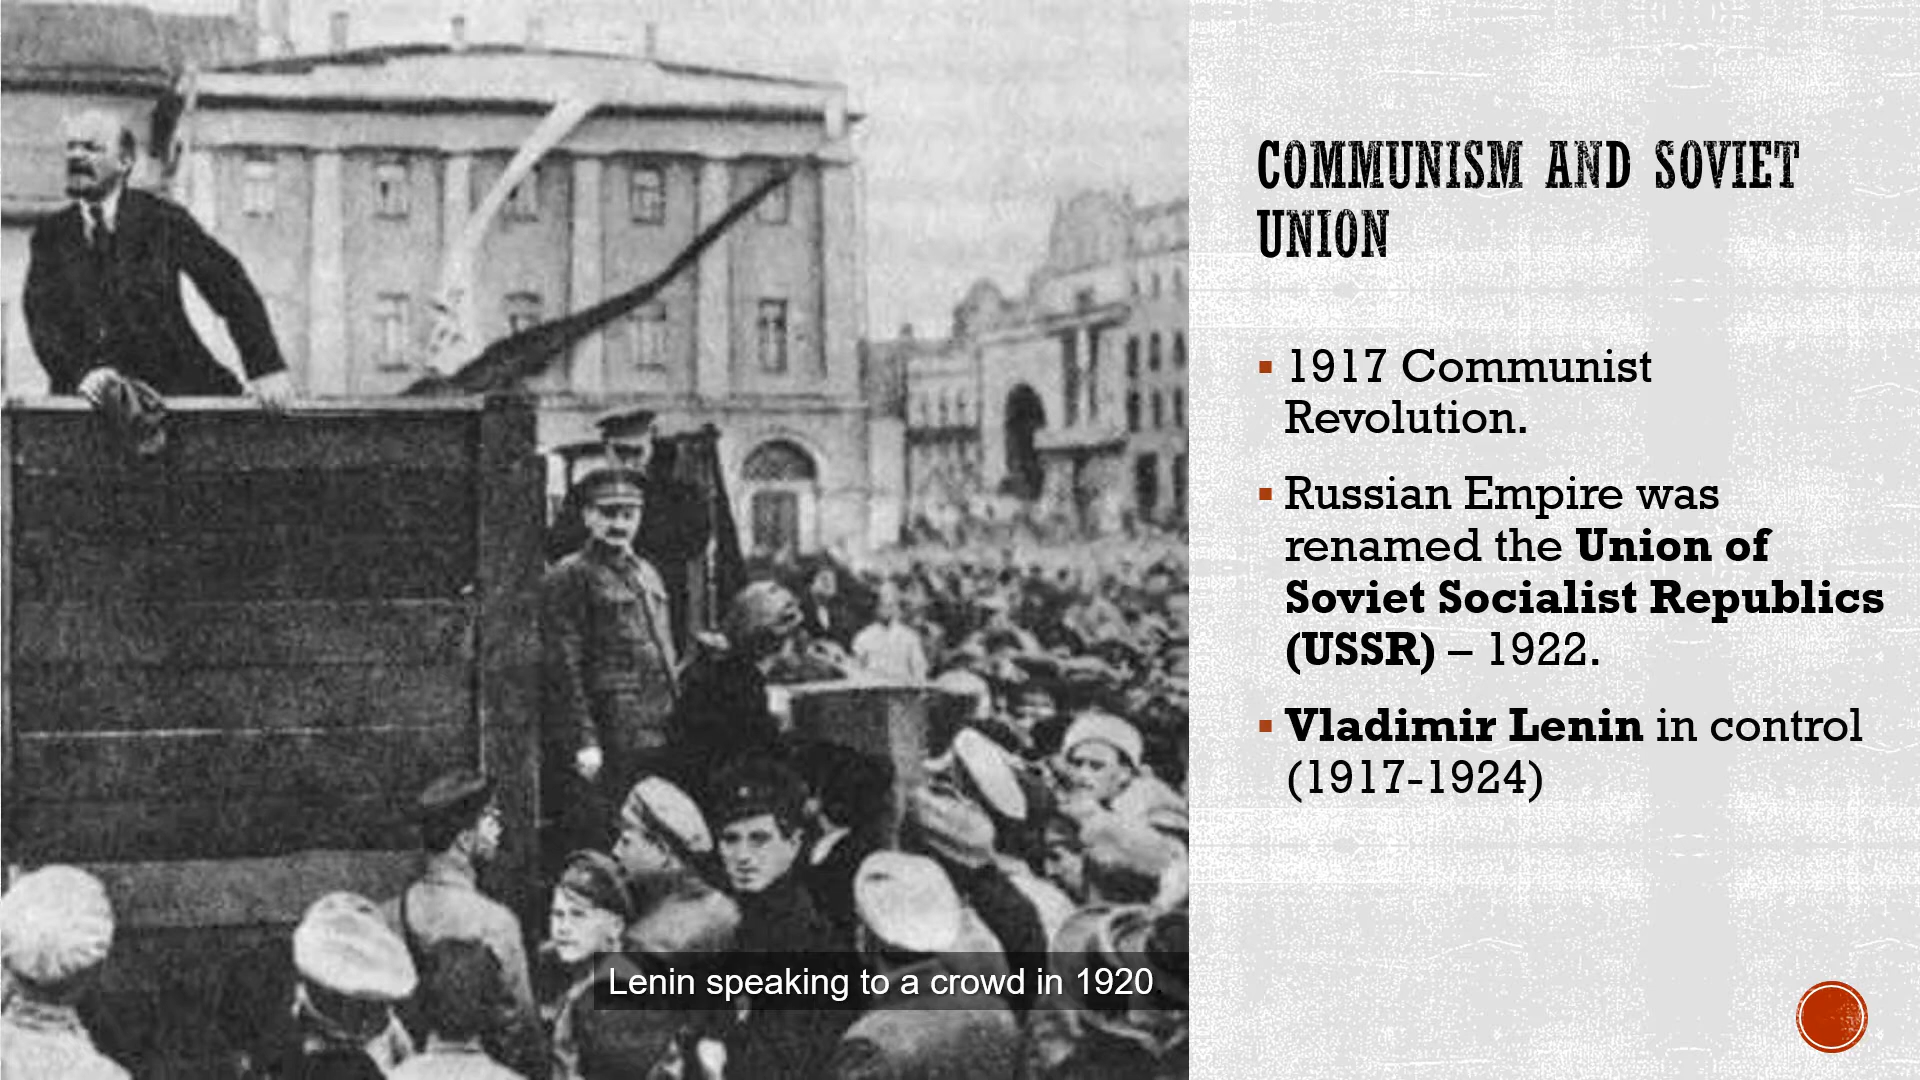 COMMUNISM AND SOVIET
UNION
1917 Communist
Revolution.
Russian Empire was
renamed the Union of
Soviet Socialist Republics
(USSR) – 1922.
Vladimir Lenin in control
(1917-1924)
Lenin speaking to a crowd in 1920